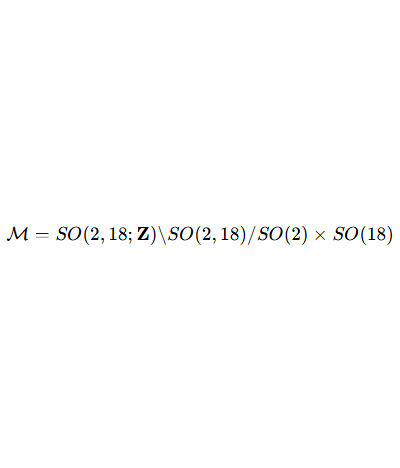 ℳ = SO(2, 18; 𝐙)\SO(2, 18)/SO(2) × SO(18)